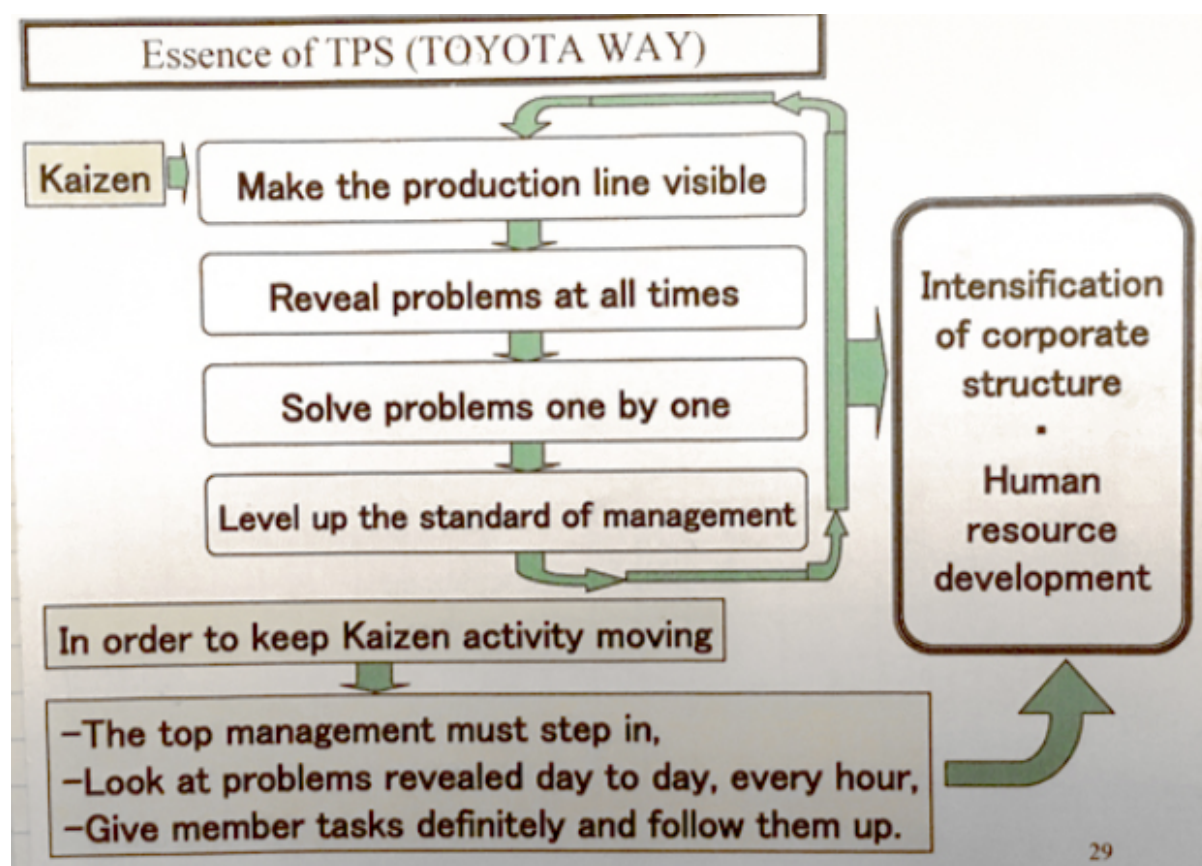 Essence of TPS (TOYOTA WAY)
Kaizen
Make the production line visible
Reveal problems at all times
Solve problems one by one
Level up the standard of management
Intensification
of corporate
structure
·
Human
resource
development
In order to keep Kaizen activity moving
-The top management must step in,
-Look at problems revealed day to day, every hour,
-Give member tasks definitely and follow them up.
29